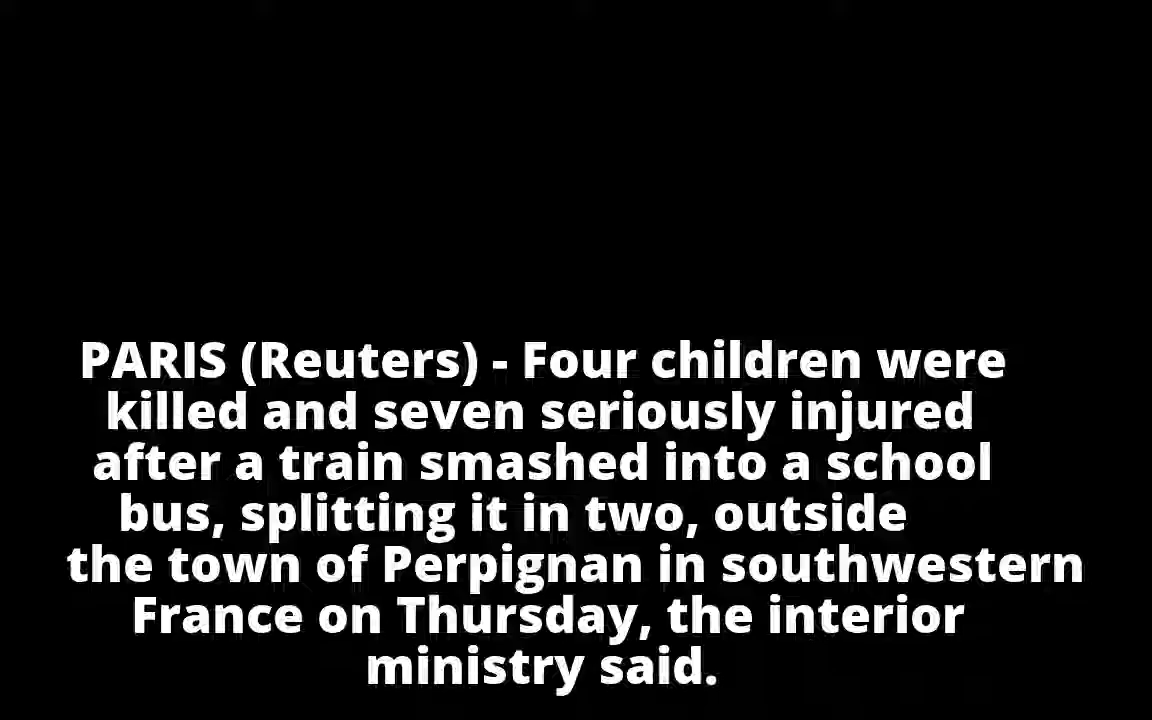 PARIS (Reuters) - Four children were
killed and seven seriously injured
after a train smashed into a school
bus, splitting it in two, outside
the town of Perpignan in southwestern
France on Thursday, the interior
ministry said.